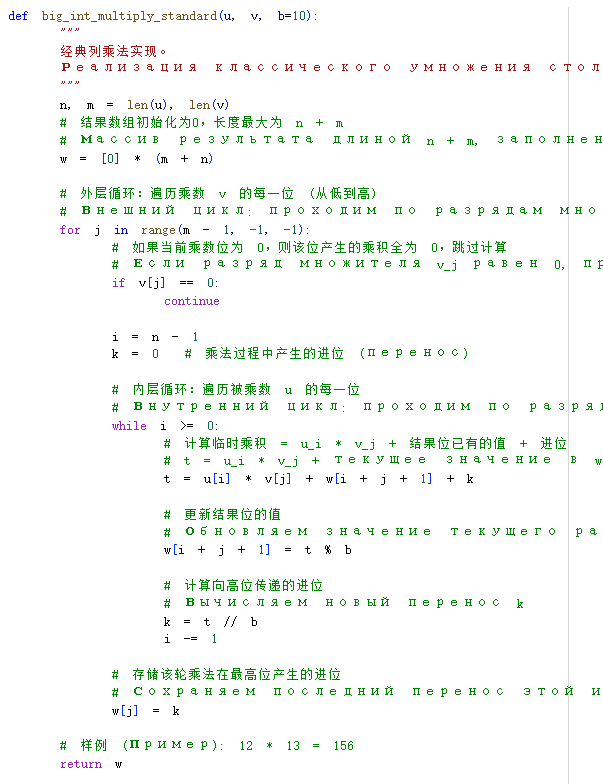 def big_int_multiply_standard(u, v, b=10):
"""
经典列乘法实现。
Реализация классического умножения стол
"""
n, m = len(u), len(v)
# 结果数组初始化为0，长度最大为 n + m
# Массив результата длиной n + m, заполнен
w = [0] * (m + n)
# 外层循环：遍历乘数 v 的每一位 (从低到高)
# Внешний цикл: проходим по разрядам мно
for j in range(m - 1, -1, -1):
# 如果当前乘数位为 0，则该位产生的乘积全为 0，跳过计算
# Если разряд множителя v_j равен 0, пр
if v[j] == 0:
continue
i = n - 1
k = 0 # 乘法过程中产生的进位 (перенос)
# 内层循环：遍历被乘数 u 的每一位
# Внутренний цикл: проходим по разряд
while i >= 0:
# 计算临时乘积 = u_i * v_j + 结果位已有的值 + 进位
# t = u_i * v_j + текущее значение в w
t = u[i] * v[j] + w[i + j + 1] + k
# 更新结果位的值
# Обновляем значение текущего ра
w[i + j + 1] = t % b
# 计算向高位传递的进位
# Вычисляем новый перенос k
k = t // b
i -= 1
# 存储该轮乘法在最高位产生的进位
# Сохраняем последний перенос этой и
w[j] = k
# 样例 (Пример): 12 * 13 = 156
return w